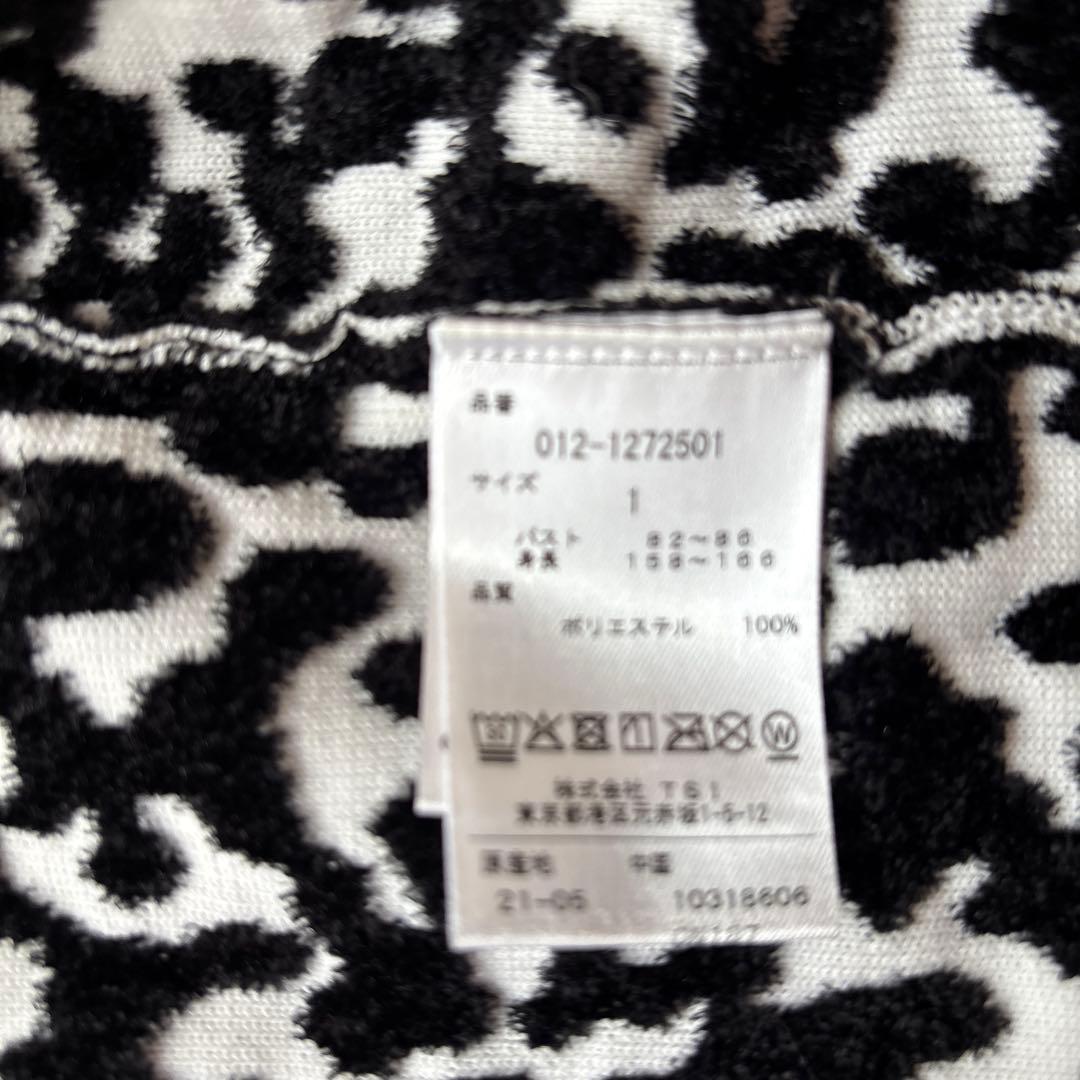 品番
012-1272501
サイズ
1
バスト 82〜86
身長 158〜166
品質
ポリエステル 100%
株式会社 TSI
東京都港区元赤坂1-5-12
原産地 中国
21-05 10318606